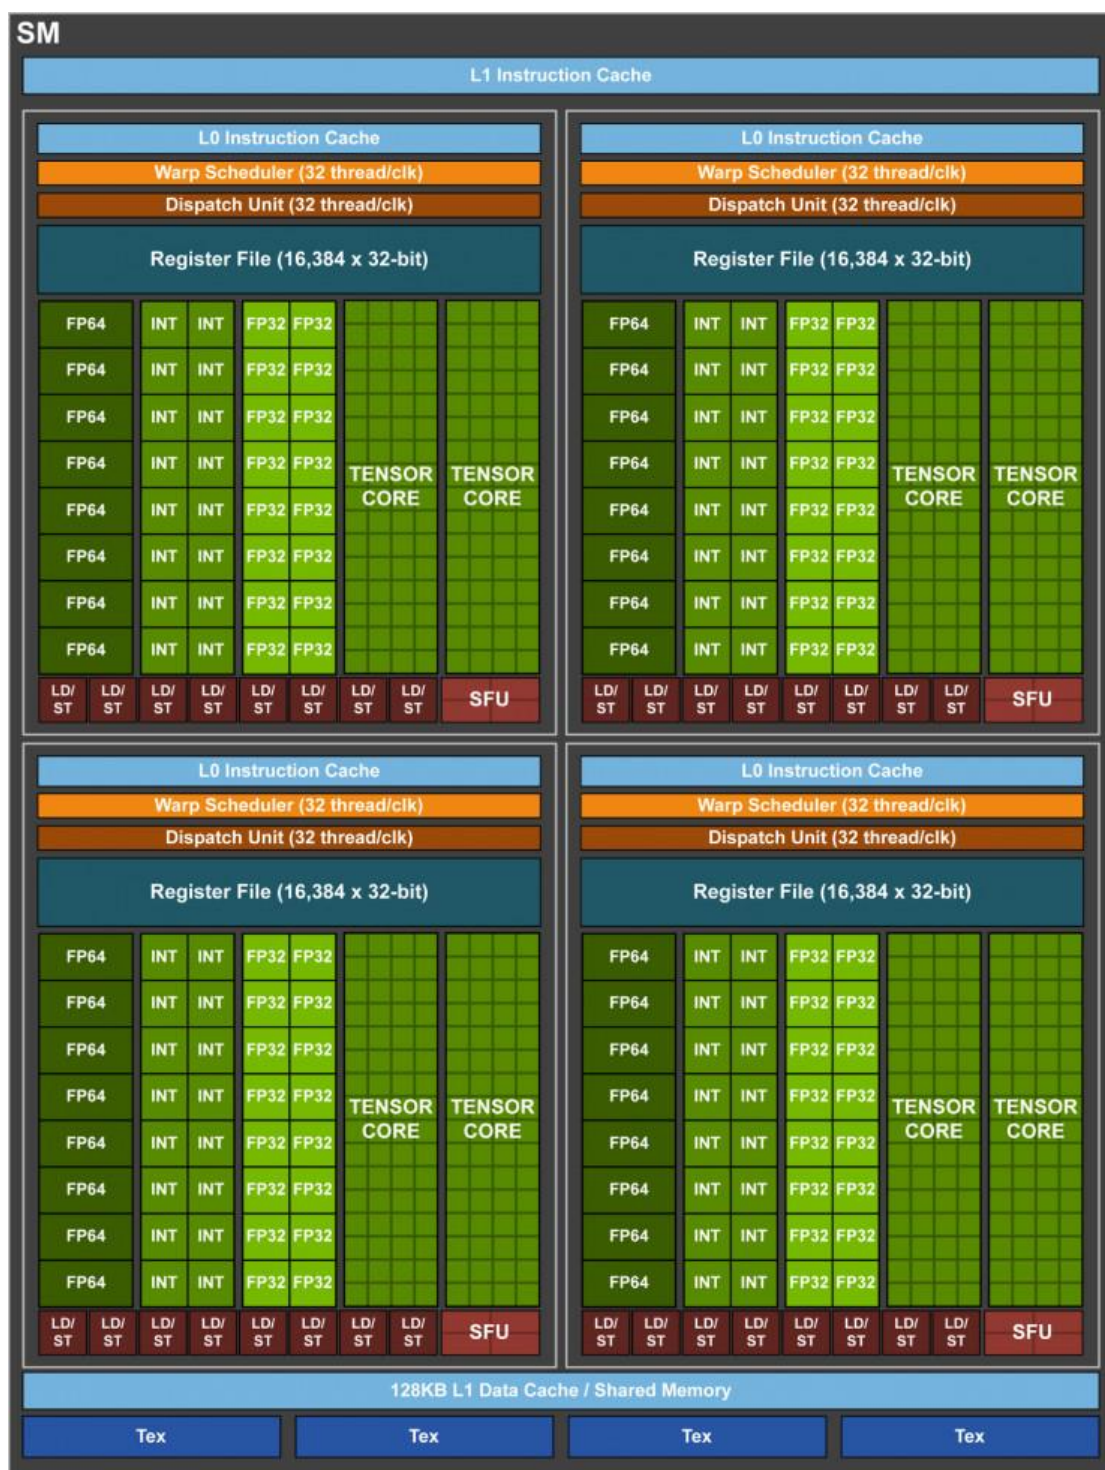 SM
L1 Instruction Cache
L0 Instruction Cache
Warp Scheduler (32 thread/clk)
Dispatch Unit (32 thread/clk)
Register File (16,384 x 32-bit)
FP64 INT INT FP32 FP32
FP64 INT INT FP32 FP32
FP64 INT INT FP32 FP32
FP64 INT INT FP32 FP32
TENSOR CORE TENSOR CORE
FP64 INT INT FP32 FP32
FP64 INT INT FP32 FP32
FP64 INT INT FP32 FP32
FP64 INT INT FP32 FP32
LD/ST LD/ST LD/ST LD/ST LD/ST LD/ST LD/ST LD/ST SFU
L0 Instruction Cache
Warp Scheduler (32 thread/clk)
Dispatch Unit (32 thread/clk)
Register File (16,384 x 32-bit)
FP64 INT INT FP32 FP32
FP64 INT INT FP32 FP32
FP64 INT INT FP32 FP32
FP64 INT INT FP32 FP32
TENSOR CORE TENSOR CORE
FP64 INT INT FP32 FP32
FP64 INT INT FP32 FP32
FP64 INT INT FP32 FP32
FP64 INT INT FP32 FP32
LD/ST LD/ST LD/ST LD/ST LD/ST LD/ST LD/ST LD/ST SFU
L0 Instruction Cache
Warp Scheduler (32 thread/clk)
Dispatch Unit (32 thread/clk)
Register File (16,384 x 32-bit)
FP64 INT INT FP32 FP32
FP64 INT INT FP32 FP32
FP64 INT INT FP32 FP32
FP64 INT INT FP32 FP32
TENSOR CORE TENSOR CORE
FP64 INT INT FP32 FP32
FP64 INT INT FP32 FP32
FP64 INT INT FP32 FP32
FP64 INT INT FP32 FP32
LD/ST LD/ST LD/ST LD/ST LD/ST LD/ST LD/ST LD/ST SFU
L0 Instruction Cache
Warp Scheduler (32 thread/clk)
Dispatch Unit (32 thread/clk)
Register File (16,384 x 32-bit)
FP64 INT INT FP32 FP32
FP64 INT INT FP32 FP32
FP64 INT INT FP32 FP32
FP64 INT INT FP32 FP32
TENSOR CORE TENSOR CORE
FP64 INT INT FP32 FP32
FP64 INT INT FP32 FP32
FP64 INT INT FP32 FP32
FP64 INT INT FP32 FP32
LD/ST LD/ST LD/ST LD/ST LD/ST LD/ST LD/ST LD/ST SFU
128KB L1 Data Cache / Shared Memory
Tex Tex Tex Tex